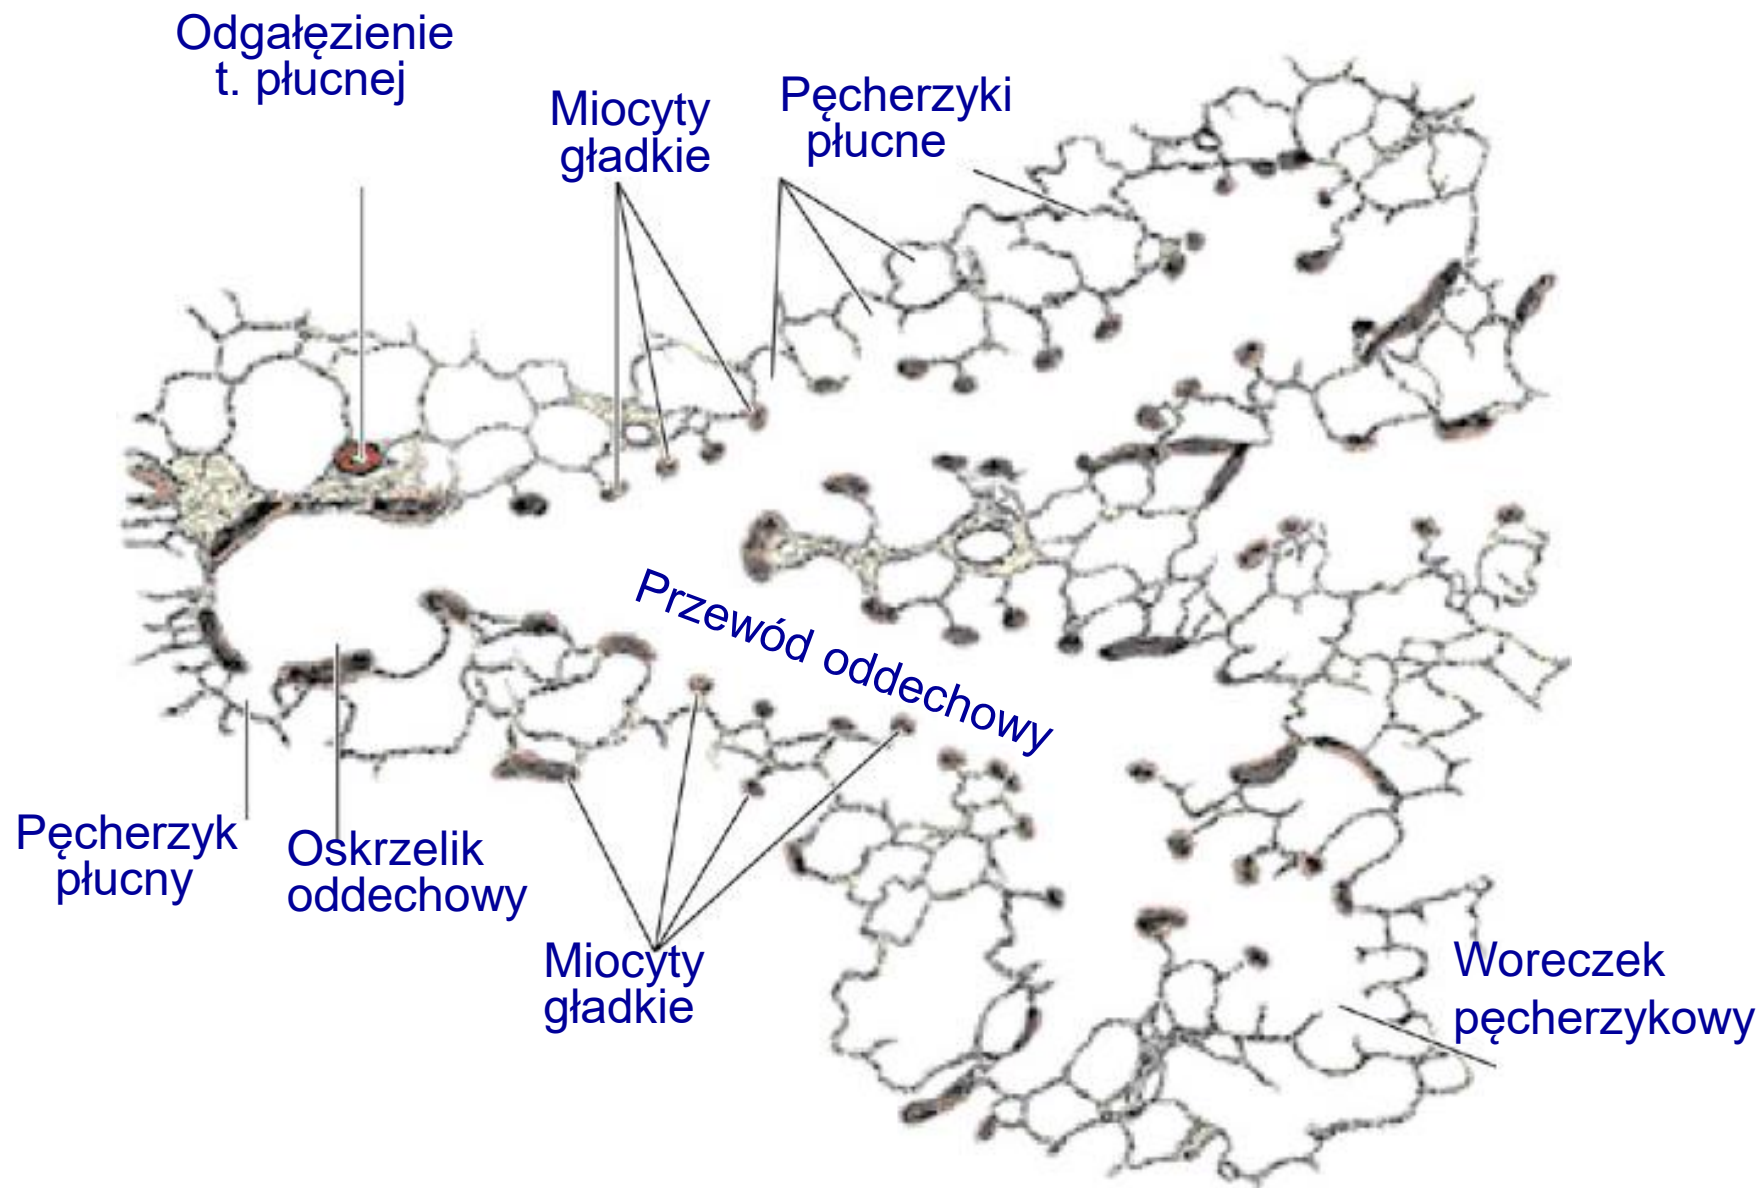 Odgałęzienie
t. płucnej
Miocyty
gładkie
Pęcherzyki
płucne
Przewód oddechowy
Pęcherzyk
płucny
Oskrzelik
oddechowy
Miocyty
gładkie
Woreczek
pęcherzykowy